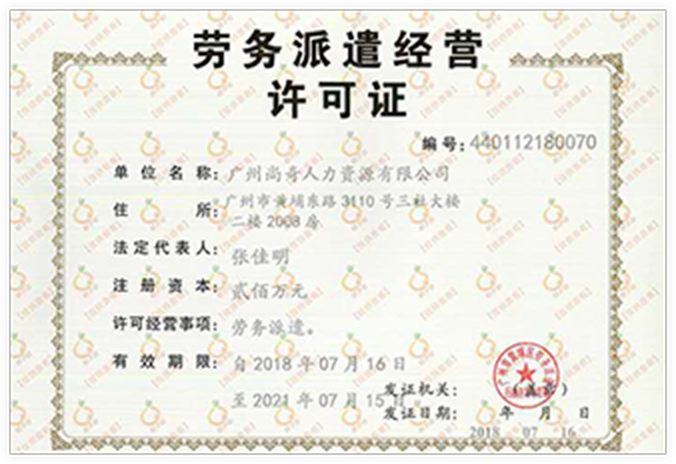 劳务派遣经营
许可证
编号: 440112180070
单位名称: 广州尚奇人力资源有限公司
住所: 广州市黄埔东路3110号三社大楼
二楼2008房
法定代表人: 张佳明
注册资本: 贰佰万元
许可经营事项: 劳务派遣。
有效期限: 自2018年07月16日
至2021年07月15日
发证机关: (盖章)
发证日期: 年 月 日
2018 07 16